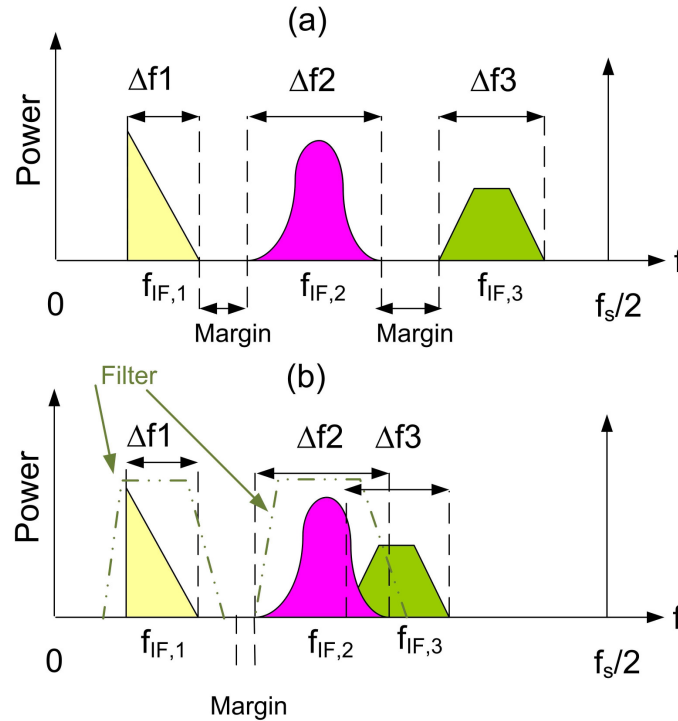 (a)
Δf1
Δf2
Δf3
Power
f
f_IF,1
f_IF,2
f_IF,3
0
f_s/2
Margin
Margin
(b)
Filter
Δf1
Δf2
Δf3
Power
f
f_IF,1
f_IF,2
f_IF,3
0
f_s/2
Margin